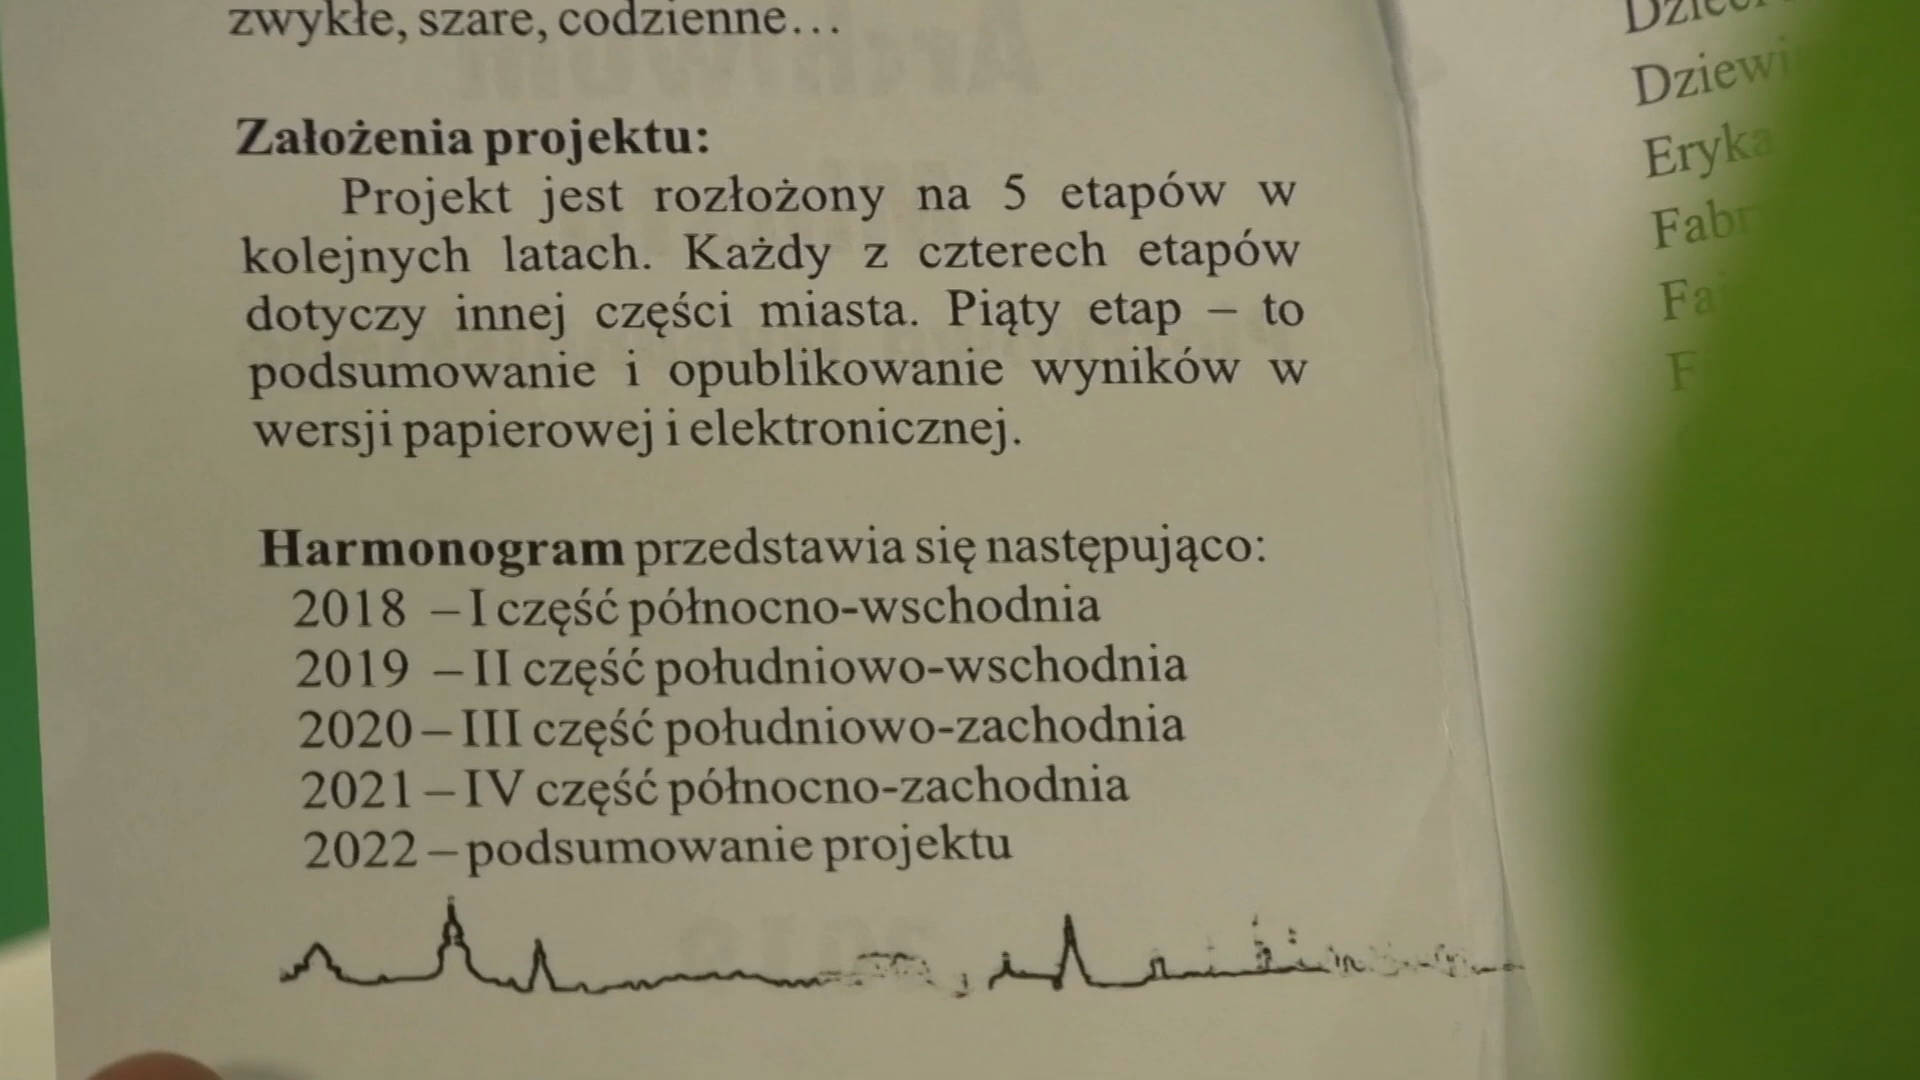 zwykłe, szare, codzienne…
Założenia projektu:
Projekt jest rozłożony na 5 etapów w
kolejnych latach. Każdy z czterech etapów
dotyczy innej części miasta. Piąty etap – to
podsumowanie i opublikowanie wyników w
wersji papierowej i elektronicznej.
Harmonogram przedstawia się następująco:
2018 – I część północno-wschodnia
2019 – II część południowo-wschodnia
2020 – III część południowo-zachodnia
2021 – IV część północno-zachodnia
2022 – podsumowanie projektu
Eryka